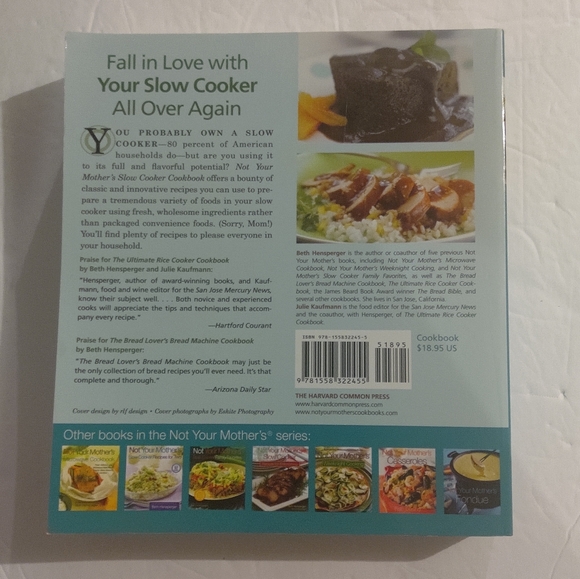 Fall in Love with
Your Slow Cooker
All Over Again
YOU PROBABLY OWN A SLOW
COOKER—80 percent of American
households do—but are you using it
to its full and flavorful potential? Not Your
Mother's Slow Cooker Cookbook offers a bounty of
classic and innovative recipes you can use to pre-
pare a tremendous variety of foods in your slow
cooker using fresh, wholesome ingredients rather
than packaged convenience foods. (Sorry, Mom!)
You'll find plenty of recipes to please everyone in
your household.
Praise for The Ultimate Rice Cooker Cookbook
by Beth Hensperger and Julie Kaufmann:
"Hensperger, author of award-winning books, and Kauf-
mann, food and wine editor for the San Jose Mercury News,
know their subject well. . . . Both novice and experienced
cooks will appreciate the tips and techniques that accom-
pany every recipe."
—Hartford Courant
Praise for The Bread Lover's Bread Machine Cookbook
by Beth Hensperger:
"The Bread Lover's Bread Machine Cookbook may just be
the only collection of bread recipes you'll ever need. It's that
complete and thorough."
—Arizona Daily Star
Cover design by rlf design • Cover photographs by Eskite Photography
Beth Hensperger is the author or coauthor of five previous Not
Your Mother's books, including Not Your Mother's Microwave
Cookbook, Not Your Mother's Weeknight Cooking, and Not Your
Mother's Slow Cooker Family Favorites, as well as The Bread
Lover's Bread Machine Cookbook, The Ultimate Rice Cooker Cook-
book, the James Beard Book Award winner The Bread Bible, and
several other cookbooks. She lives in San Jose, California.
Julie Kaufmann is the food editor for the San Jose Mercury News
and the coauthor, with Hensperger, of The Ultimate Rice Cooker
Cookbook.
ISBN 978-155832245-5
51895
9 781558 322455
Cookbook
$18.95 US
THE HARVARD COMMON PRESS
www.harvardcommonpress.com
www.notyourmotherscookbooks.com
Other books in the Not Your Mother's® series:
Not Your Mother's
Casseroles
Fondue